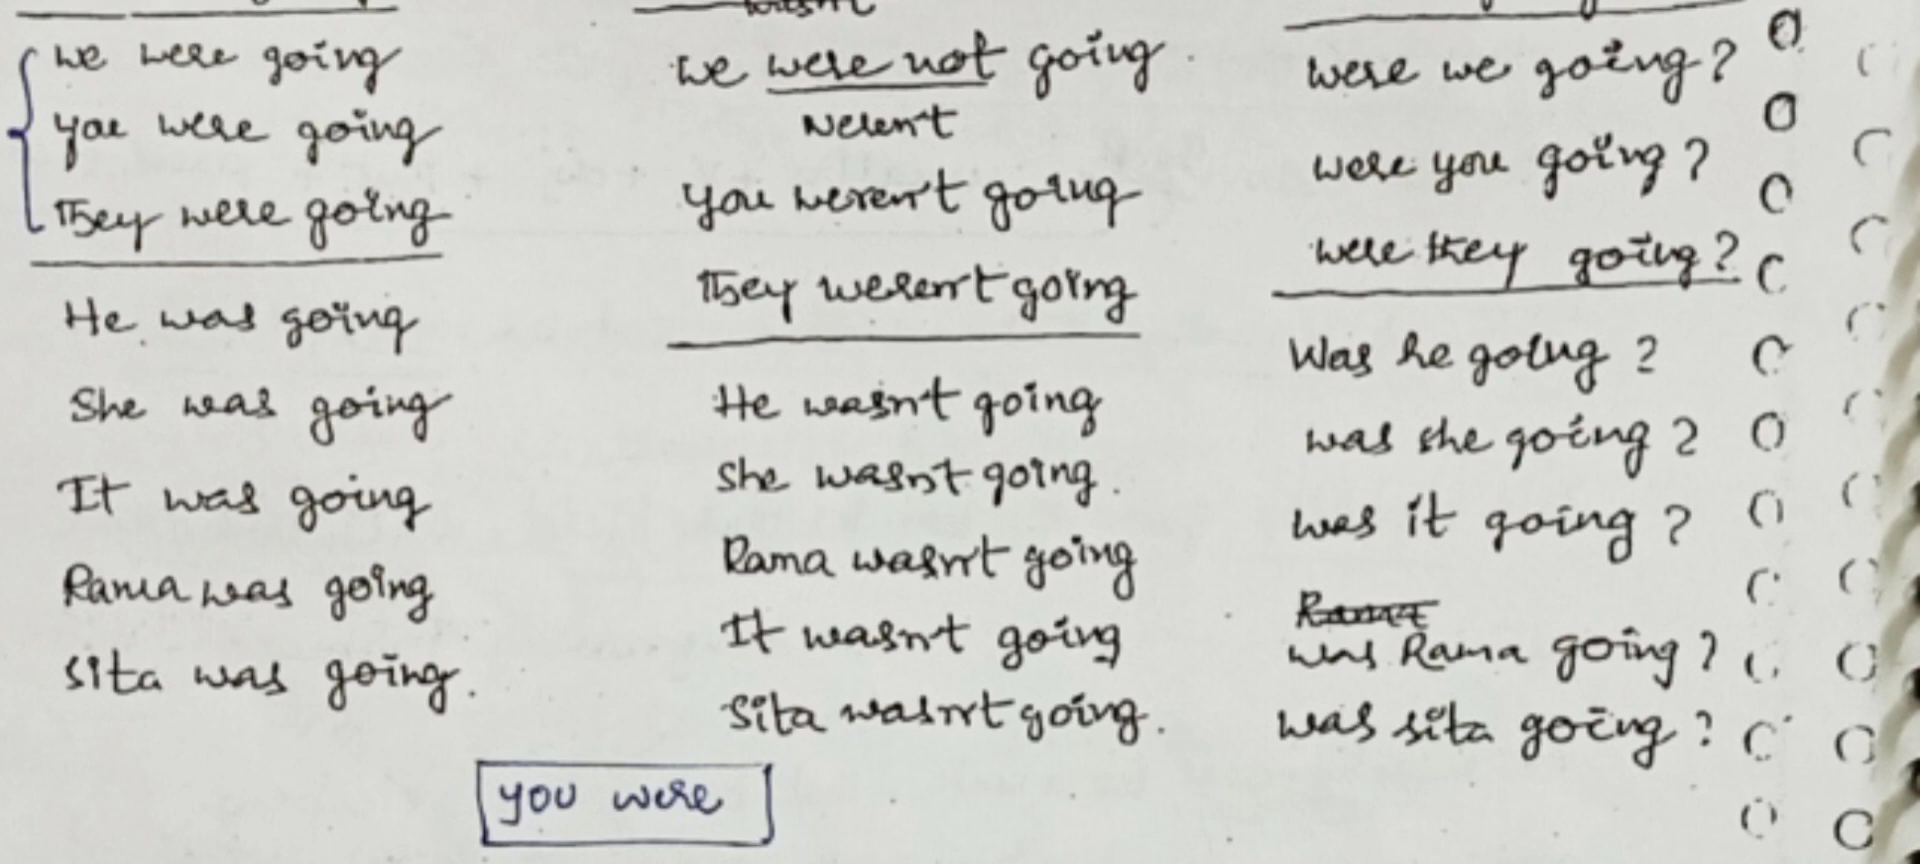 we were going
you were going
They were going
He was going
She was going
It was going
Rama was going
sita was going.
we were not going.
weren't
you weren't going
They weren't going
He wasn't going
she wasn't going.
Rama wasn't going
It wasn't going
Sita wasn't going.
were we going?
were you going?
were they going?
Was he going?
was she going?
was it going?
Rama
was Rama going?
was sita going?
you were